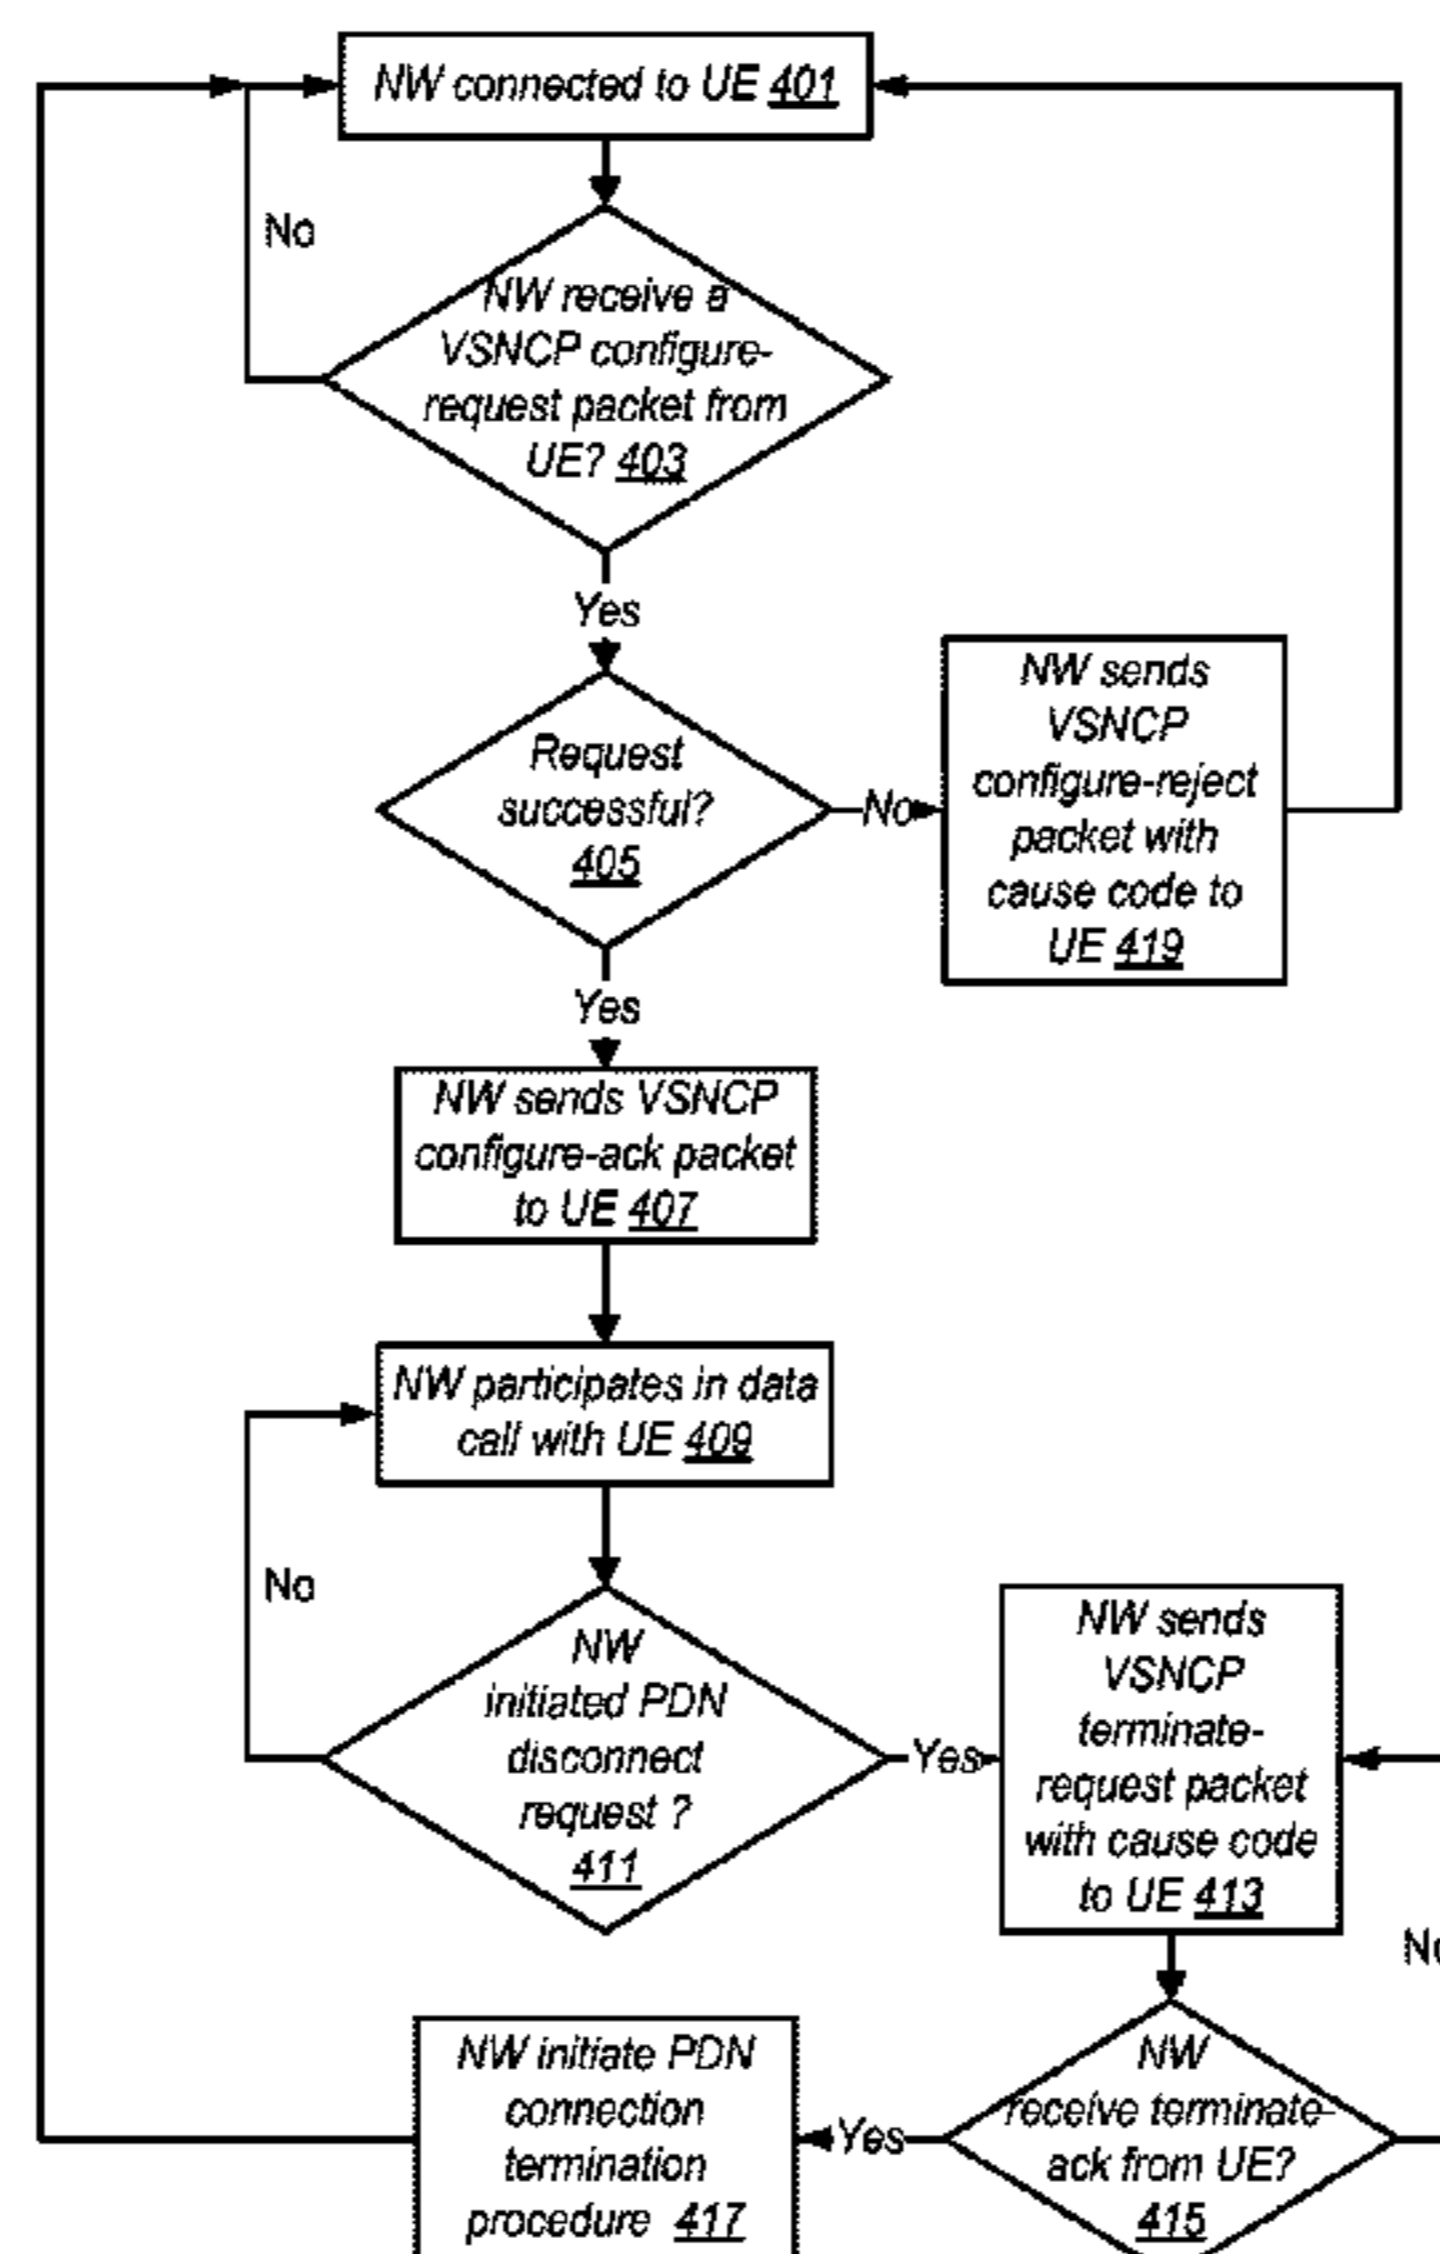 NW connected to UE 401
No
NW receive a
VSNCP configure-
request packet from
UE? 403
Yes
Request
successful?
405
No
NW sends
VSNCP
configure-reject
packet with
cause code to
UE 419
Yes
NW sends VSNCP
configure-ack packet
to UE 407
NW participates in data
call with UE 409
No
NW
initiated PDN
disconnect
request ?
411
Yes
NW sends
VSNCP
terminate-
request packet
with cause code
to UE 413
No
NW
receive terminate-
ack from UE?
415
Yes
NW initiate PDN
connection
termination
procedure 417